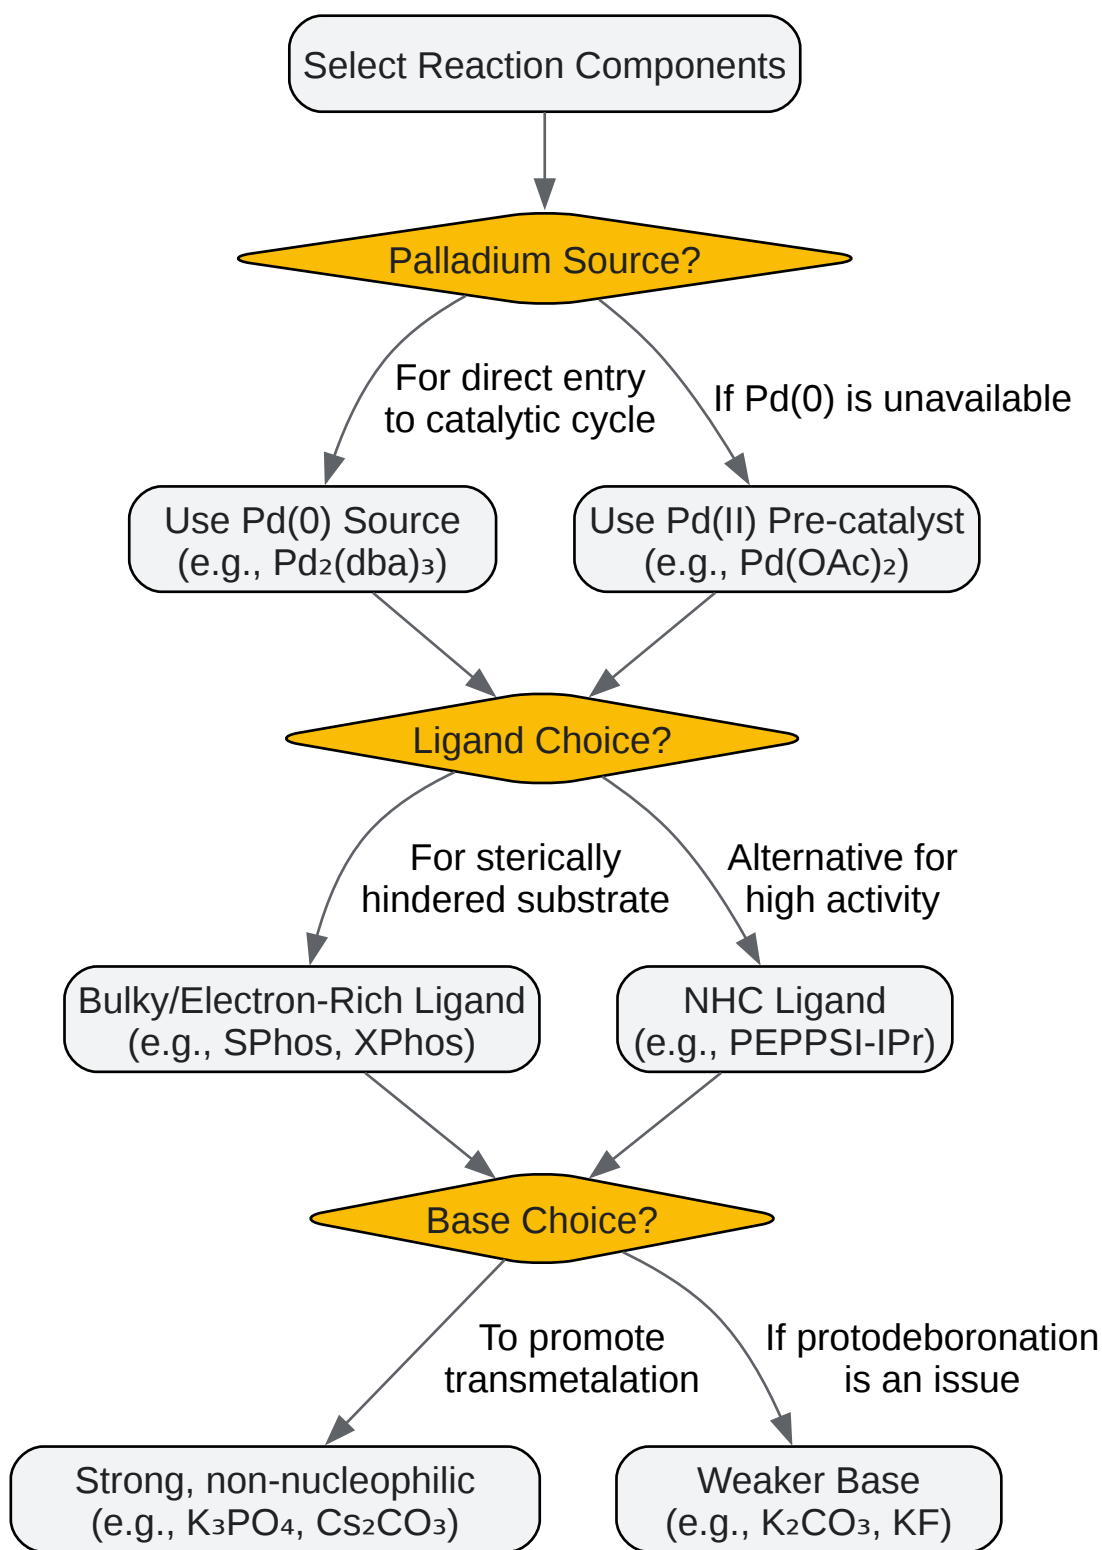 Select Reaction Components
Palladium Source?
For direct entry
to catalytic cycle
If Pd(0) is unavailable
Use Pd(0) Source
(e.g., Pd₂(dba)₃)
Use Pd(II) Pre-catalyst
(e.g., Pd(OAc)₂)
Ligand Choice?
For sterically
hindered substrate
Alternative for
high activity
Bulky/Electron-Rich Ligand
(e.g., SPhos, XPhos)
NHC Ligand
(e.g., PEPPSI-IPr)
Base Choice?
To promote
transmetalation
If protodeboronation
is an issue
Strong, non-nucleophilic
(e.g., K₃PO₄, Cs₂CO₃)
Weaker Base
(e.g., K₂CO₃, KF)